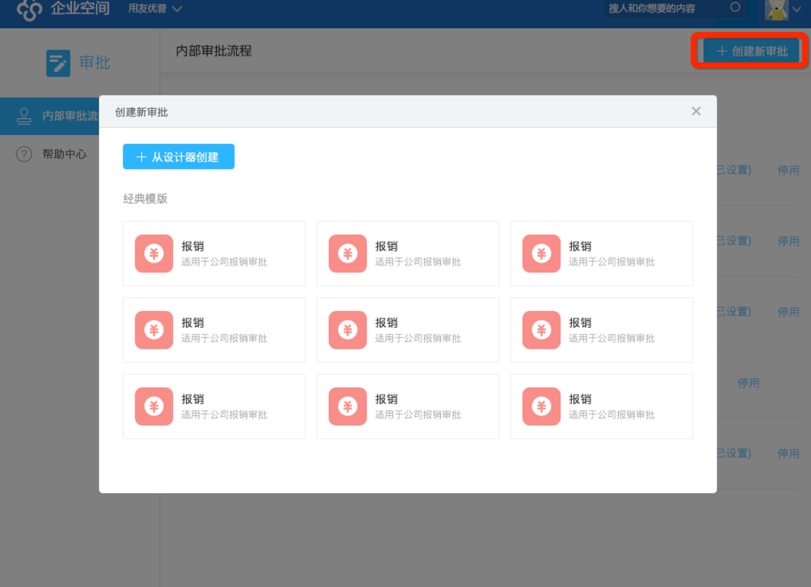 企业空间 用友优普
搜人和你想要的内容
审批
内部审批流程
创建新审批
内部审批流
帮助中心
创建新审批
从设计器创建
经典模版
报销
适用于公司报销审批
报销
适用于公司报销审批
报销
适用于公司报销审批
报销
适用于公司报销审批
报销
适用于公司报销审批
报销
适用于公司报销审批
报销
适用于公司报销审批
报销
适用于公司报销审批
报销
适用于公司报销审批
已设置) 停用
已设置) 停用
已设置) 停用
停用
已设置) 停用